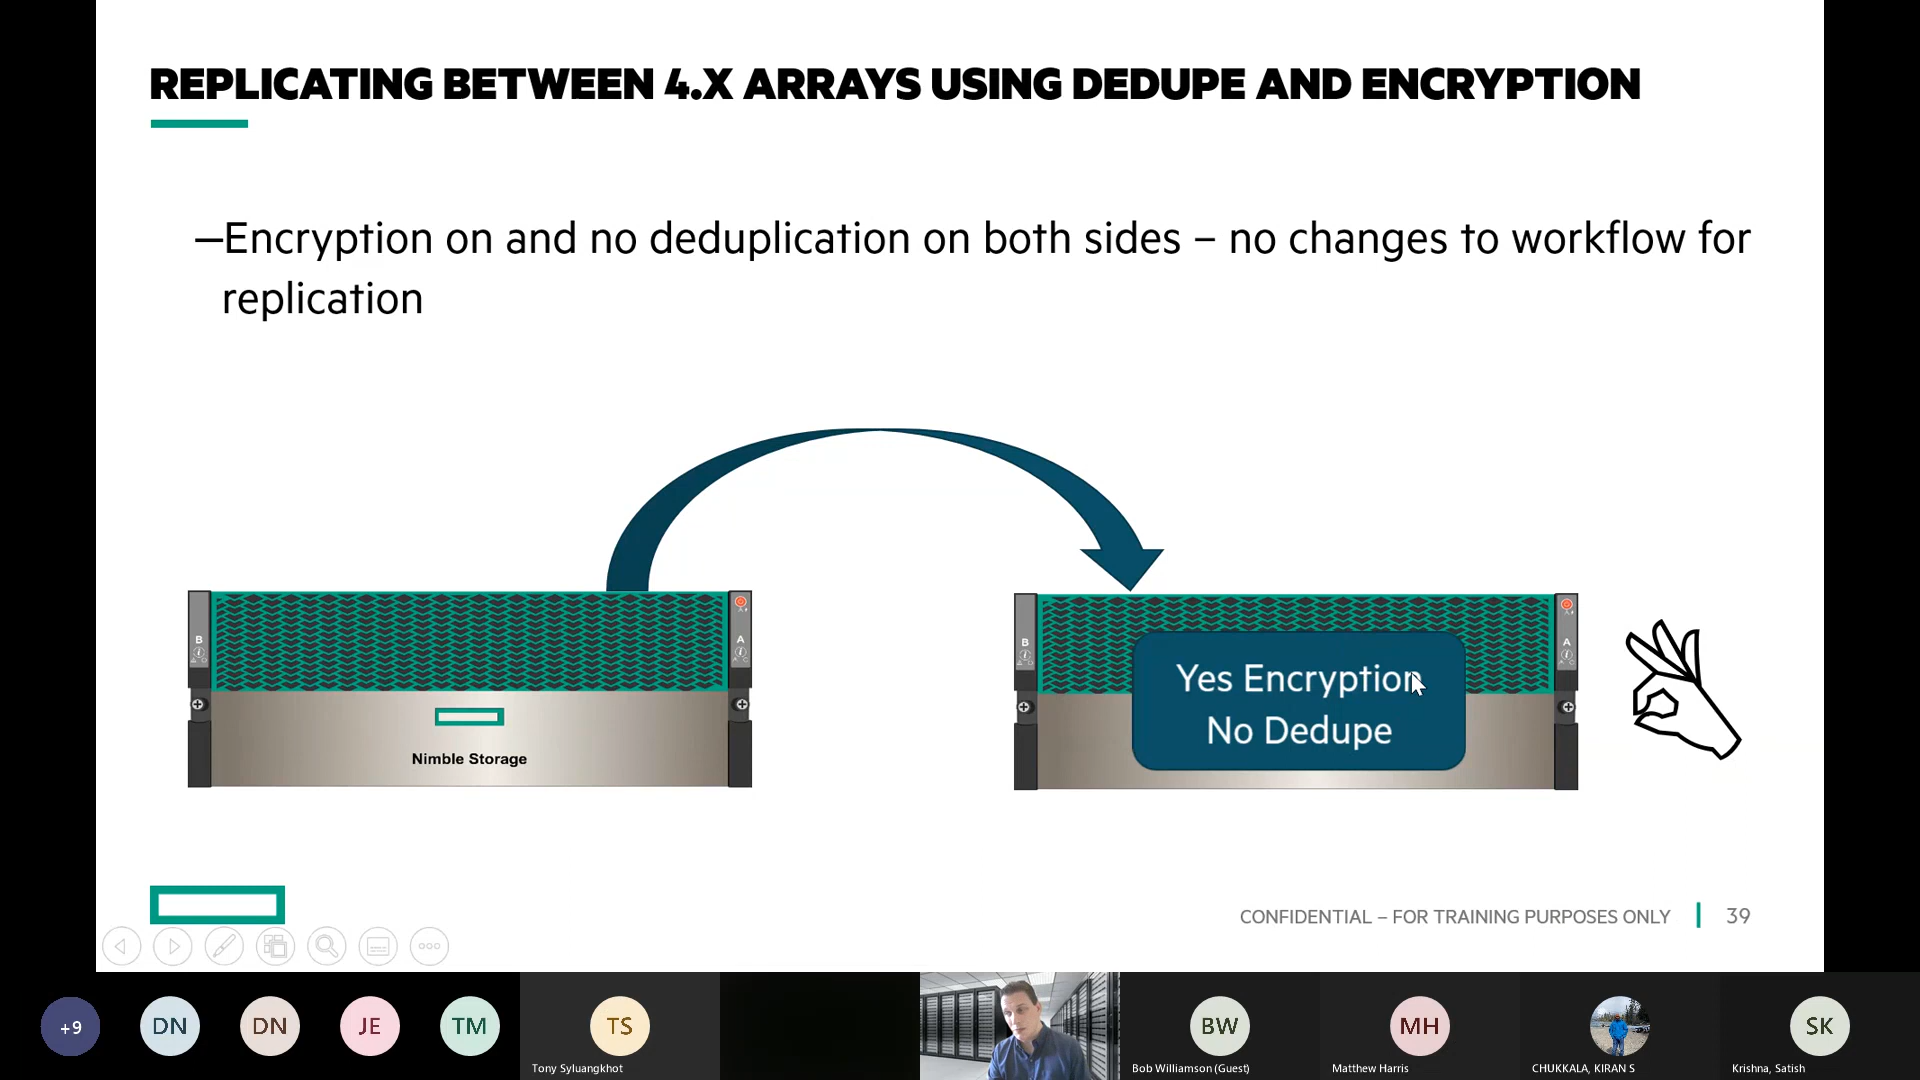 REPLICATING BETWEEN 4.X ARRAYS USING DEDUPE AND ENCRYPTION
–Encryption on and no deduplication on both sides – no changes to workflow for
replication
B
A
Nimble Storage
B
A
Yes Encryption
No Dedupe
CONFIDENTIAL – FOR TRAINING PURPOSES ONLY
39
+9
DN
DN
JE
TM
TS
Tony Syluangkhot
BW
Bob Williamson (Guest)
MH
Matthew Harris
CHUKKALA, KIRAN S
SK
Krishna, Satish